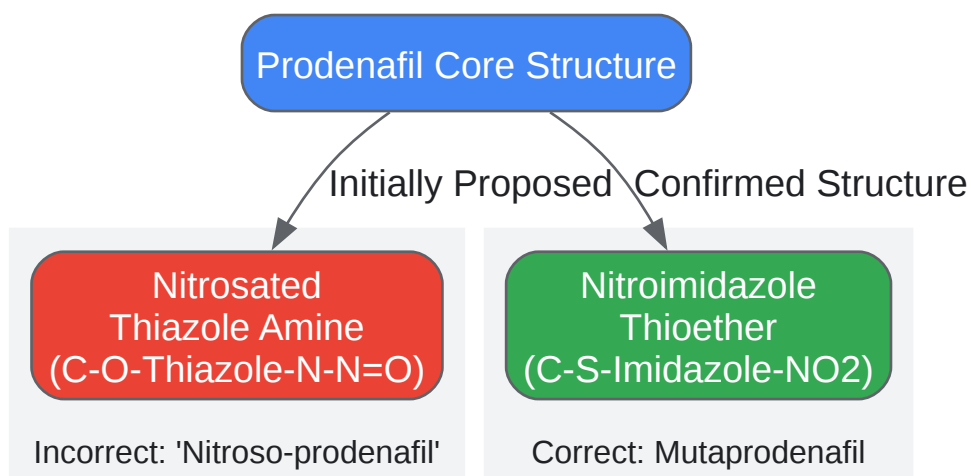 Prodenafil Core Structure
Initially Proposed
Confirmed Structure
Nitrosated
Thiazole Amine
(C-O-Thiazole-N-N=O)
Nitroimidazole
Thioether
(C-S-Imidazole-NO2)
Incorrect: 'Nitroso-prodenafil'
Correct: Mutaprodenafil